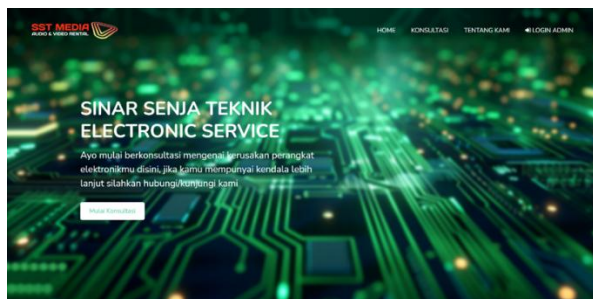 SST MEDIA
AUDIO & VIDEO RENTAL
HOME KONSULTASI TENTANG KAMI LOGIN ADMIN
SINAR SENJA TEKNIK
ELECTRONIC SERVICE
Ayo mulai berkonsultasi mengenai kerusakan perangkat
elektronikmu disini, jika kamu mempunyai kendala lebih
lanjut silahkan hubungi/kunjungi kami
Mulai Konsultasi